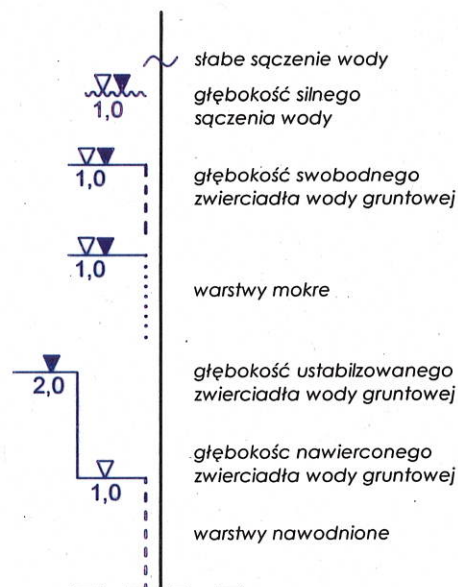 słabe sączenie wody
1,0
głębokość silnego
sączenia wody
1,0
głębokość swobodnego
zwierciadła wody gruntowej
1,0
warstwy mokre
2,0
głębokość ustabilzowanego
zwierciadła wody gruntowej
1,0
głębokośc nawierconego
zwierciadła wody gruntowej
warstwy nawodnione